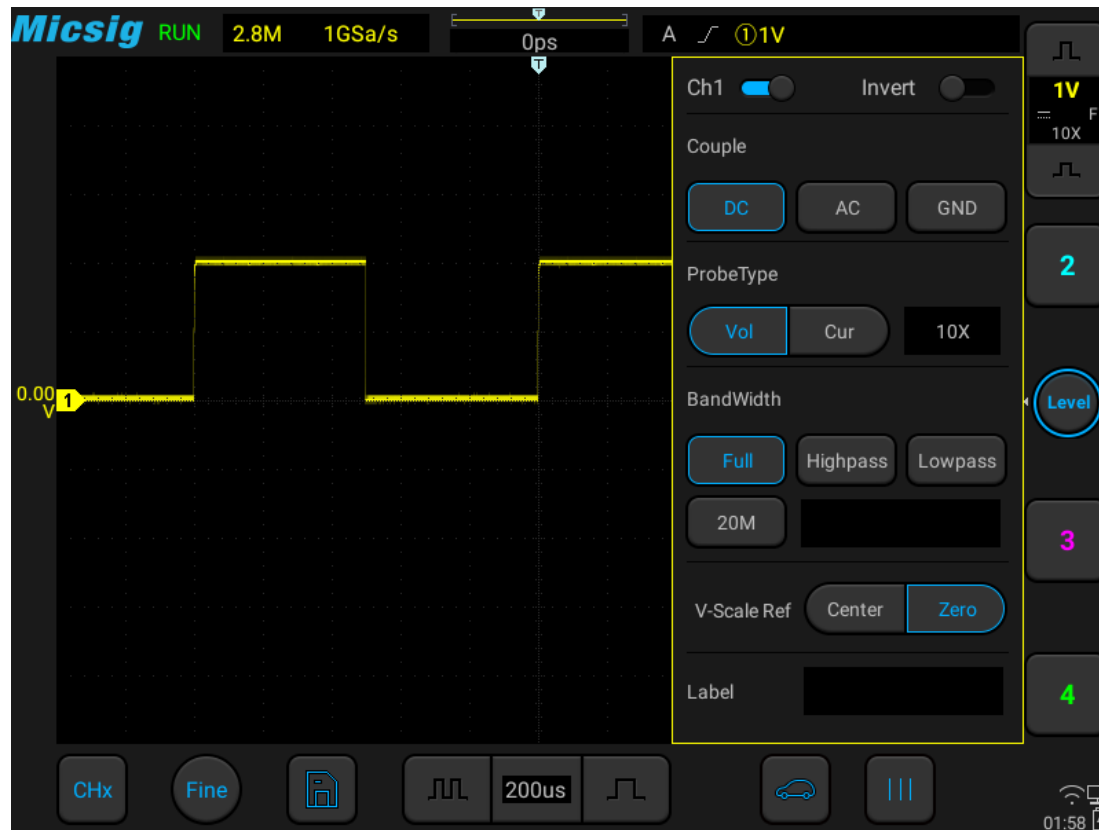 Micsig RUN 2.8M 1GSa/s 0ps A ①1V
T
T
Ch1 Invert
1V
F
10X
Couple
DC AC GND
2
ProbeType
Vol Cur 10X
0.00
V
1
BandWidth
Level
Full Highpass Lowpass
20M
3
V-Scale Ref Center Zero
Label
4
CHx Fine 200us
01:58